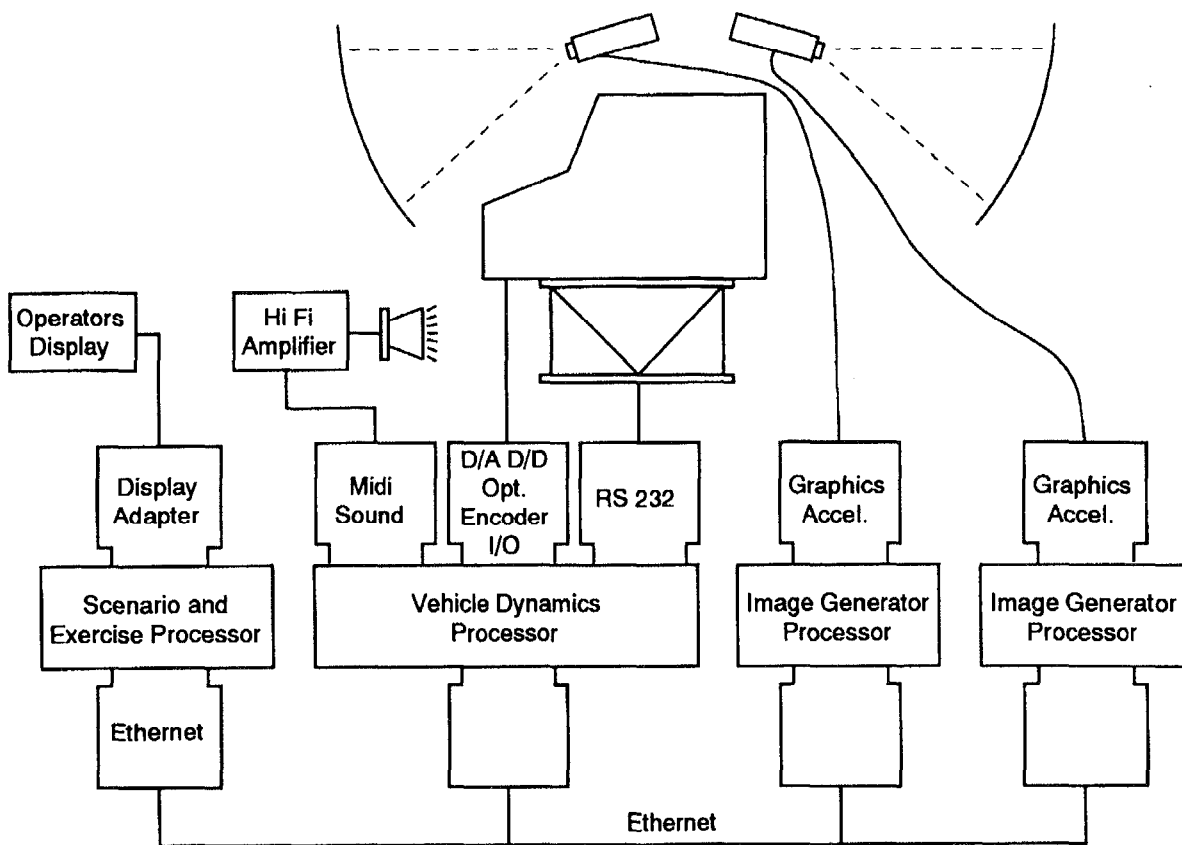 Operators
Display
Hi Fi
Amplifier
Display
Adapter
Midi
Sound
D/A D/D
Opt.
Encoder
I/O
RS 232
Graphics
Accel.
Graphics
Accel.
Scenario and
Exercise Processor
Vehicle Dynamics
Processor
Image Generator
Processor
Image Generator
Processor
Ethernet
Ethernet